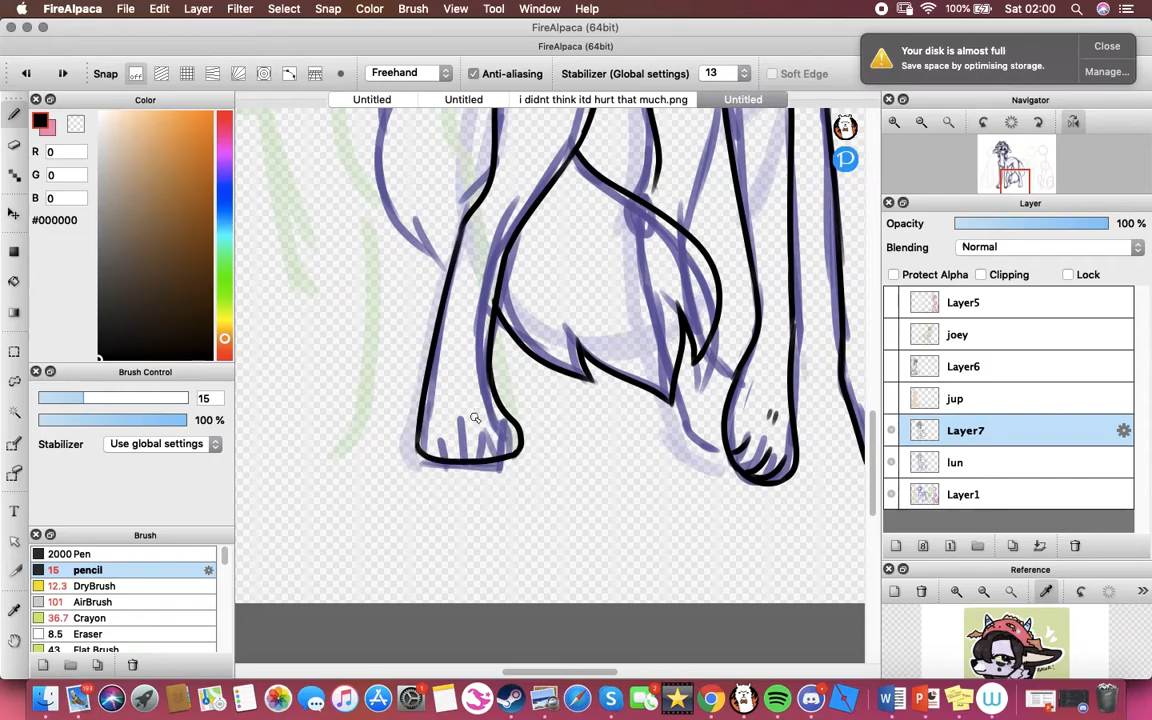 FireAlpaca File Edit Layer Filter Select Snap Color Brush View Tool Window Help 100% Sat 02:00
FireAlpaca (64bit)
FireAlpaca (64bit)
Your disk is almost full
Save space by optimising storage.
Close
Manage...
Snap off Freehand Anti-aliasing Stabilizer (Global settings) 13 Soft Edge
Untitled Untitled i didnt think itd hurt that much.png Untitled
Color
R 0
G 0
B 0
#000000
Brush Control
15
100 %
Stabilizer Use global settings
Brush
2000 Pen
15 pencil
12.3 DryBrush
101 AirBrush
36.7 Crayon
8.5 Eraser
43 Flat Brush
Navigator
Layer
Opacity 100 %
Blending Normal
Protect Alpha Clipping Lock
Layer5
joey
Layer6
jup
Layer7
lun
Layer1
Reference